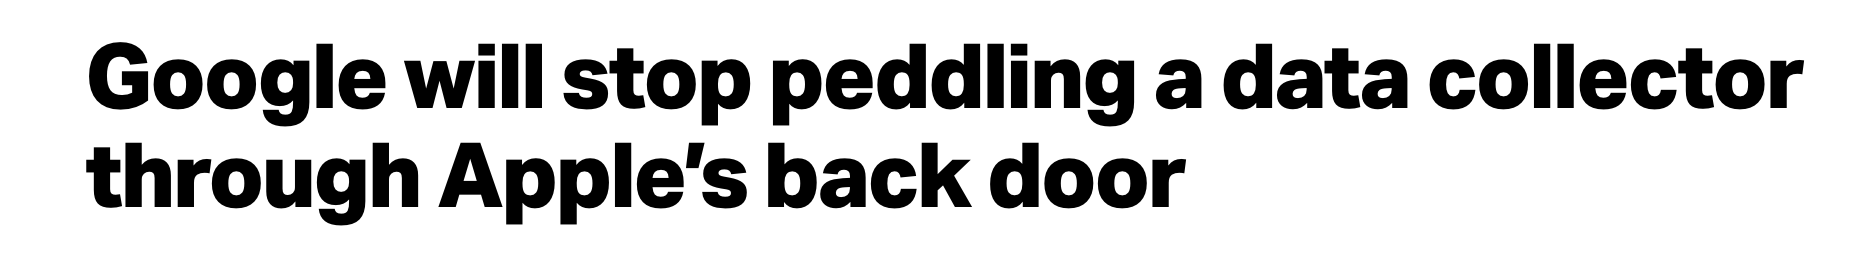 Google will stop peddling a data collector
through Apple’s back door